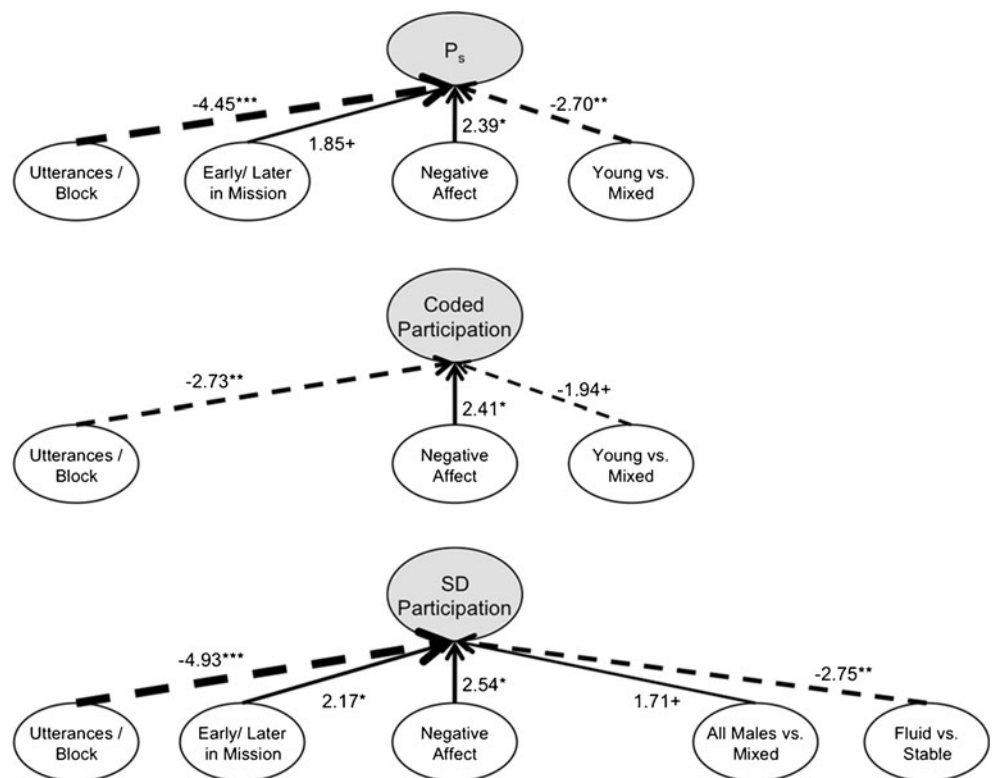 Ps
-4.45***
1.85+
2.39*
-2.70**
Utterances /
Block
Early/ Later
in Mission
Negative
Affect
Young vs.
Mixed
Coded
Participation
-2.73**
2.41*
-1.94+
Utterances /
Block
Negative
Affect
Young vs.
Mixed
SD
Participation
-4.93***
2.17*
2.54*
1.71+
-2.75**
Utterances /
Block
Early/ Later
in Mission
Negative
Affect
All Males vs.
Mixed
Fluid vs.
Stable